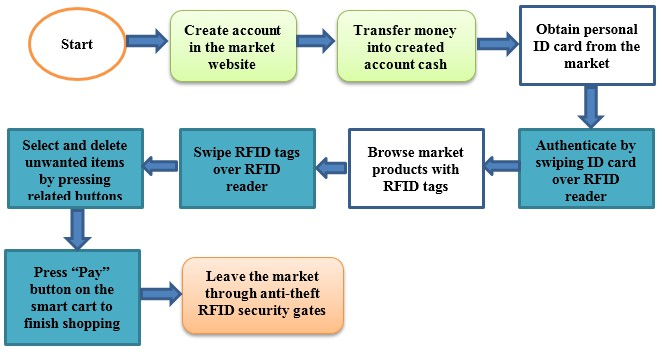 Start
Create account
in the market
website
Transfer money
into created
account cash
Obtain personal
ID card from the
market
Authenticate by
swiping ID card
over RFID
reader
Browse market
products with
RFID tags
Swipe RFID tags
over RFID
reader
Select and delete
unwanted items
by pressing
related buttons
Press “Pay”
button on the
smart cart to
finish shopping
Leave the market
through anti-theft
RFID security gates